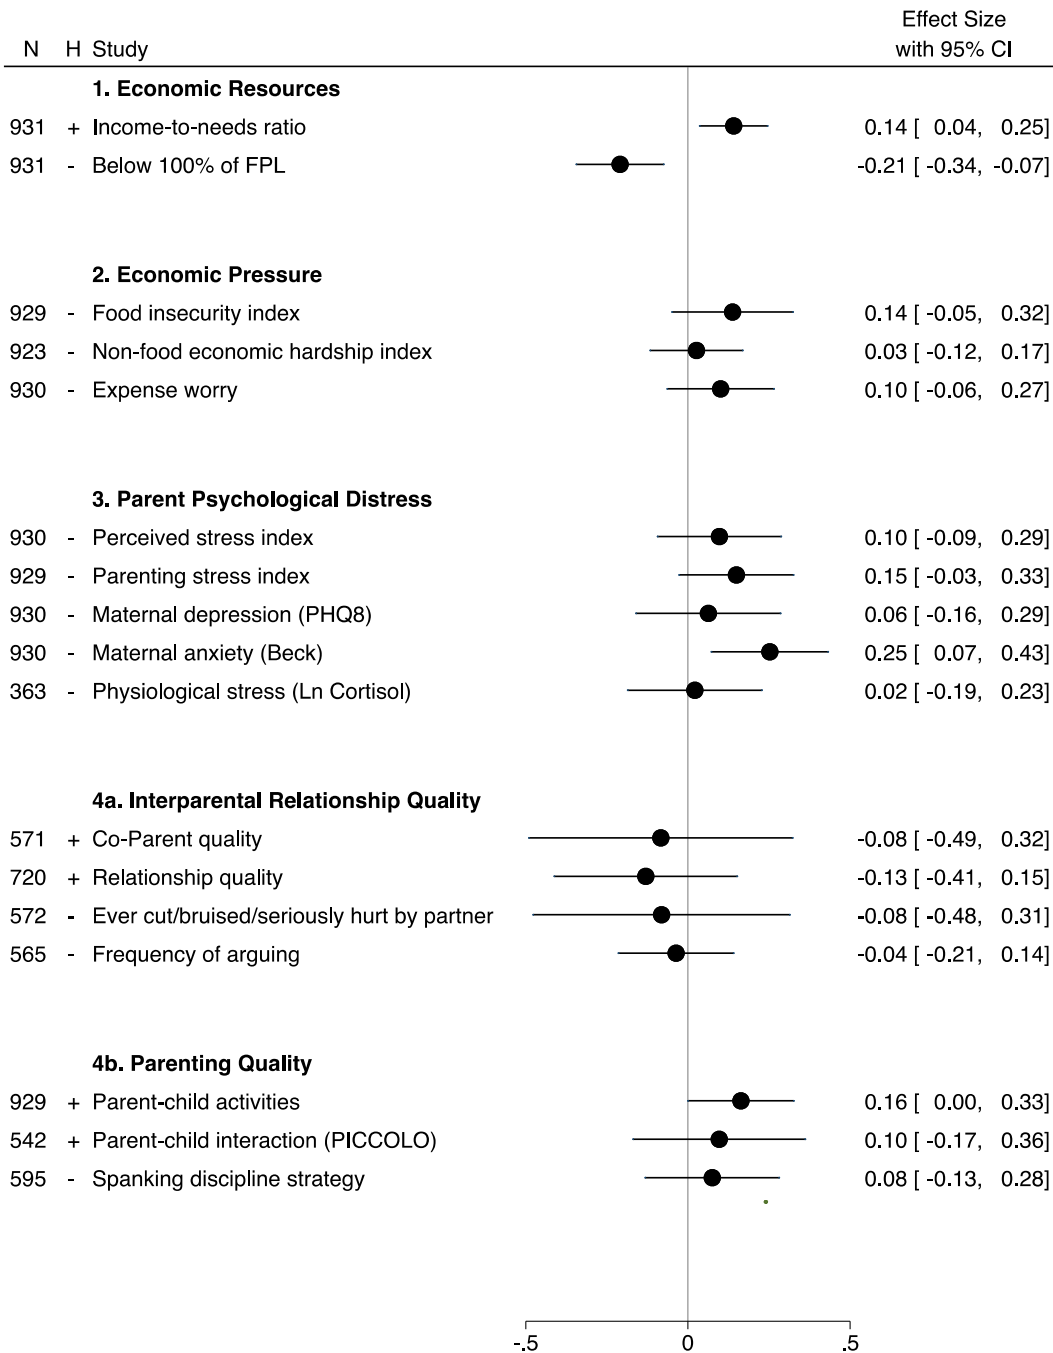 Effect Size
N H Study with 95% CI
1. Economic Resources
931 + Income-to-needs ratio 0.14 [ 0.04, 0.25]
931 - Below 100% of FPL -0.21 [ -0.34, -0.07]
2. Economic Pressure
929 - Food insecurity index 0.14 [ -0.05, 0.32]
923 - Non-food economic hardship index 0.03 [ -0.12, 0.17]
930 - Expense worry 0.10 [ -0.06, 0.27]
3. Parent Psychological Distress
930 - Perceived stress index 0.10 [ -0.09, 0.29]
929 - Parenting stress index 0.15 [ -0.03, 0.33]
930 - Maternal depression (PHQ8) 0.06 [ -0.16, 0.29]
930 - Maternal anxiety (Beck) 0.25 [ 0.07, 0.43]
363 - Physiological stress (Ln Cortisol) 0.02 [ -0.19, 0.23]
4a. Interparental Relationship Quality
571 + Co-Parent quality -0.08 [ -0.49, 0.32]
720 + Relationship quality -0.13 [ -0.41, 0.15]
572 - Ever cut/bruised/seriously hurt by partner -0.08 [ -0.48, 0.31]
565 - Frequency of arguing -0.04 [ -0.21, 0.14]
4b. Parenting Quality
929 + Parent-child activities 0.16 [ 0.00, 0.33]
542 + Parent-child interaction (PICCOLO) 0.10 [ -0.17, 0.36]
595 - Spanking discipline strategy 0.08 [ -0.13, 0.28]
-.5 0 .5